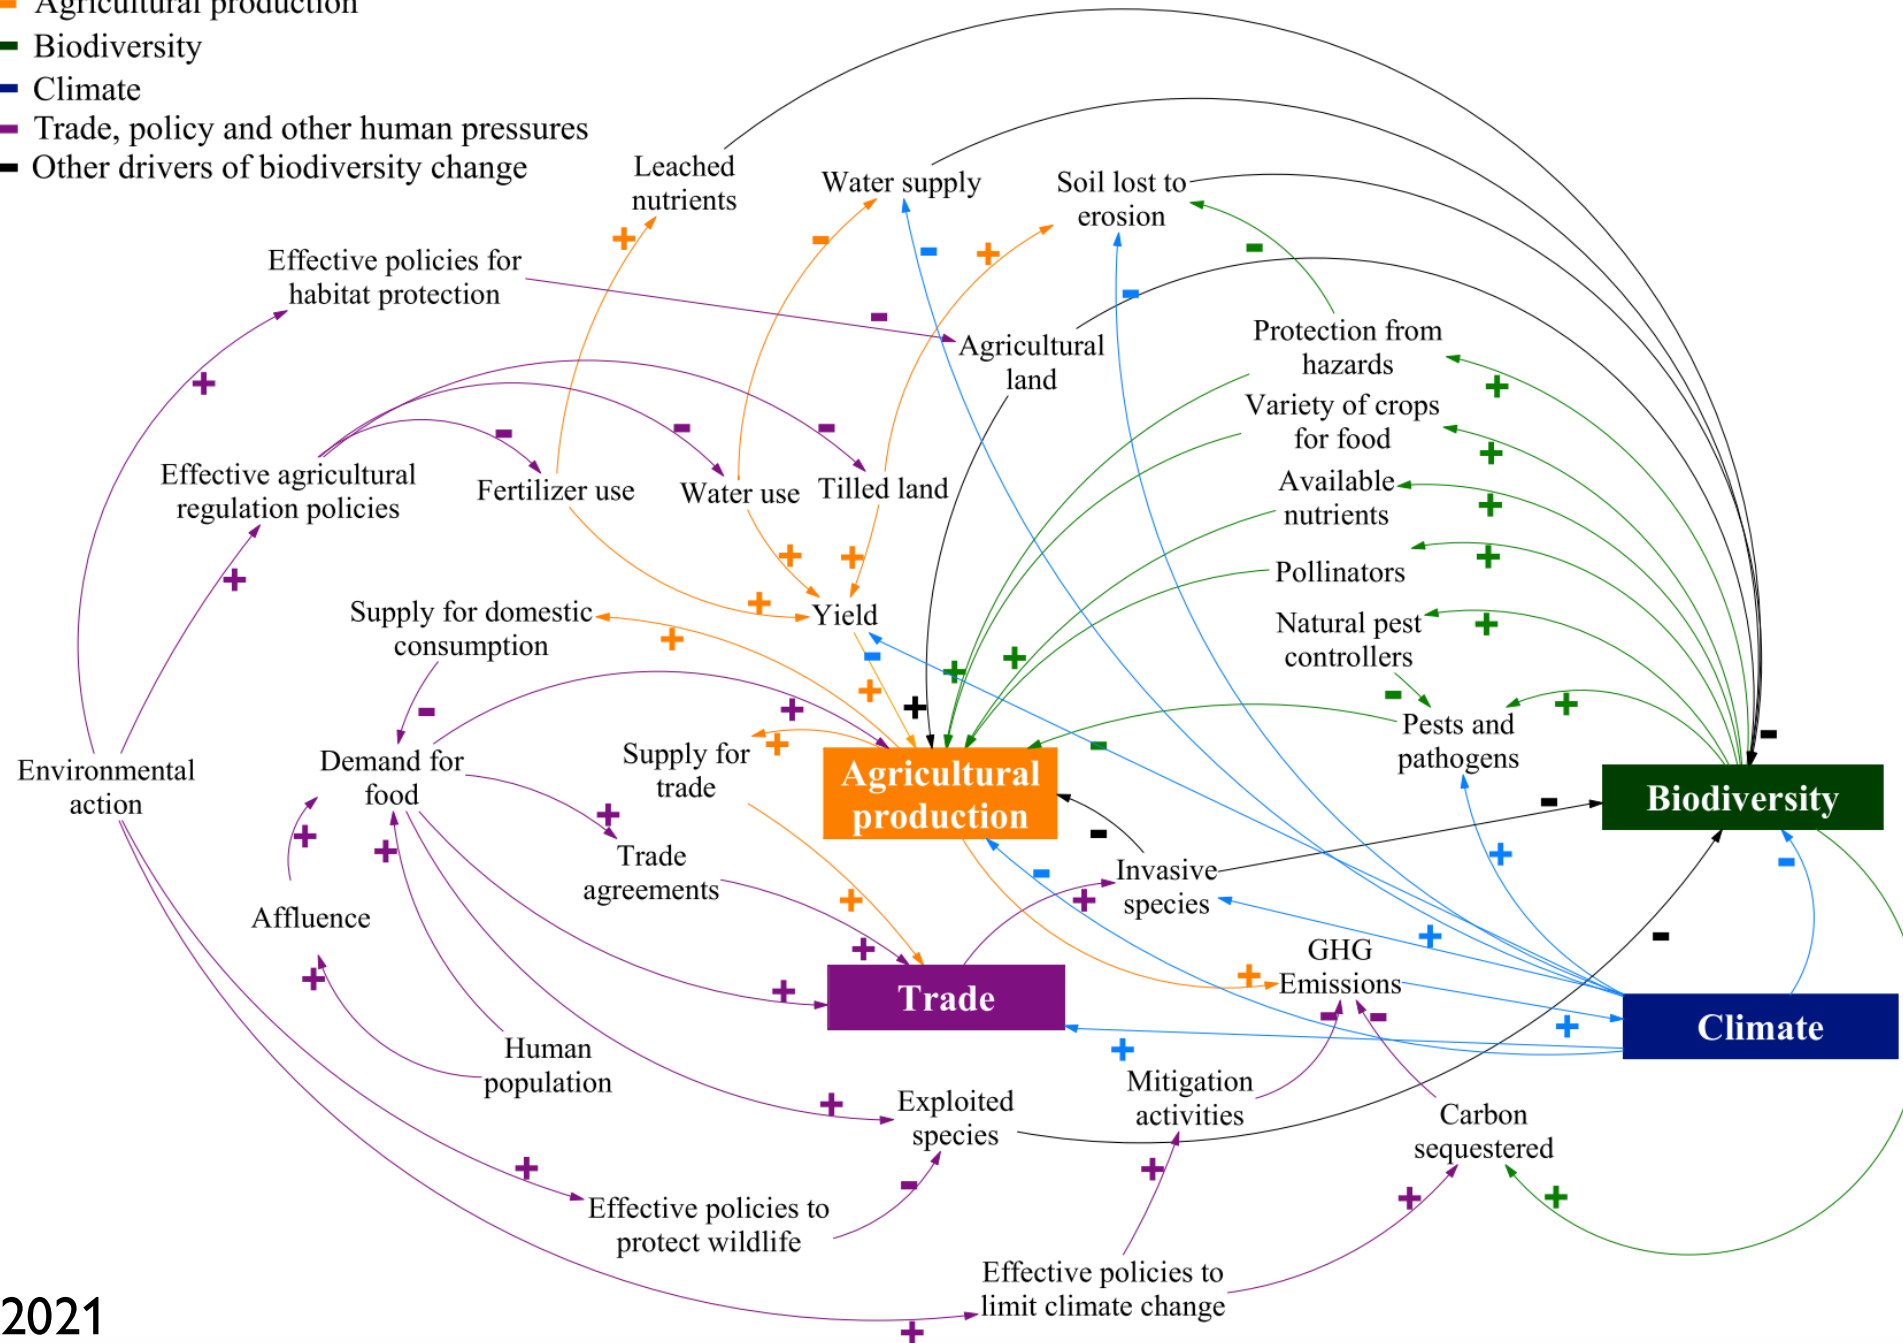 Agricultural production
Biodiversity
Climate
Trade, policy and other human pressures
Other drivers of biodiversity change
Leached
nutrients
Water supply
Soil lost to
erosion
Effective policies for
habitat protection
Agricultural
land
Protection from
hazards
Variety of crops
for food
Available
nutrients
Pollinators
Natural pest
controllers
Pests and
pathogens
Effective agricultural
regulation policies
Fertilizer use
Water use
Tilled land
Yield
Supply for domestic
consumption
Environmental
action
Demand for
food
Supply for
trade
Agricultural
production
Biodiversity
Trade
agreements
Invasive
species
Affluence
GHG
Emissions
Trade
Climate
Human
population
Exploited
species
Mitigation
activities
Carbon
sequestered
Effective policies to
protect wildlife
Effective policies to
limit climate change
2021